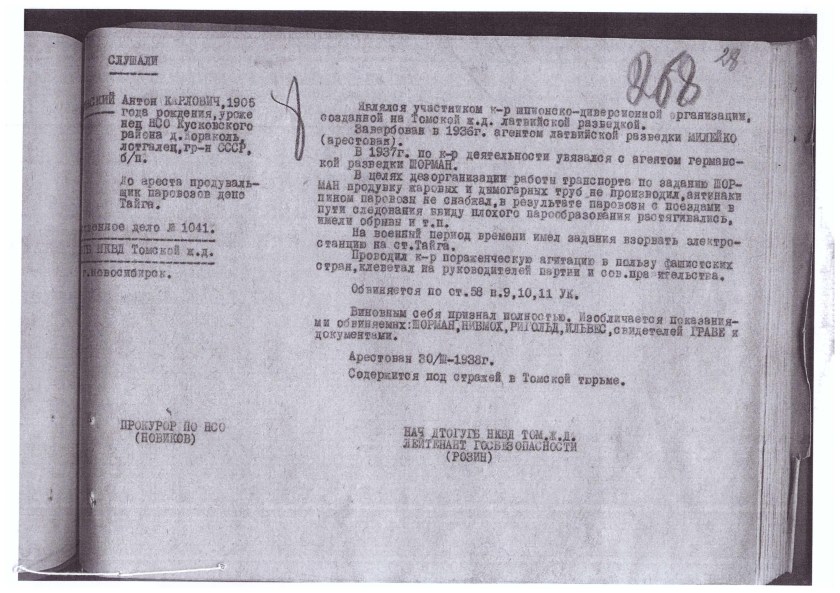 268
28
СЛУШАЛИ
Антон КАРЛОВИЧ, 1905
года рождения, уроже
нец НСО Кусковского
района д.Бораколь,
лотгалец, гр-н СССР,
б/п.
До ареста продуваль-
щик паровозов депо
Тайга.
дело № 1041.
НКВД Томской ж.д.
г.Новосибирск.
ПРОКУРОР ПО НСО
(НОВИКОВ)
Являлся участником к-р шпионско-диверсионной организации,
созданной на Томской ж.д. латвийской разведкой.
Завербован в 1936г. агентом латвийской разведки МИЛЕЙКО
(арестован).
В 1937г. по к-р деятельности увязался с агентом германс-
кой разведки ШОРМАН.
В целях дезорганизации работы транспорта по заданию ШОР-
МАН продувку жаровых и дымогарных труб не производил, антинаки
пином паровозы не снабжал, в результате паровозы с поездами в
пути следования ввиду плохого парообразования растягивались,
имели обрывы и т.п.
На военный период времени имел задания взорвать электро-
станцию на ст.Тайга.
Проводил к-р пораженческую агитацию в пользу фашистских
стран, клеветал на руководителей партии и сов.пра ительства.
Обвиняется по ст.58 п.9,10,11 УК.
Виновным себя признал полностью. Изобличается показания-
ми обвиняемых: ШОРМАН, НИВМОХ, РИГОЛЬД, ИЛЬВЕС, свидетелей ГРАВЕ и
документами.
Арестован 30/III-1938г.
Содержится под стражей в Томской тюрьме.
НАЧ ДТОГУГБ НКВД ТОМ.Ж.Д.
ЛЕЙТЕНАНТ ГОСБЕЗОПАСНОСТИ
(РОЗИН)